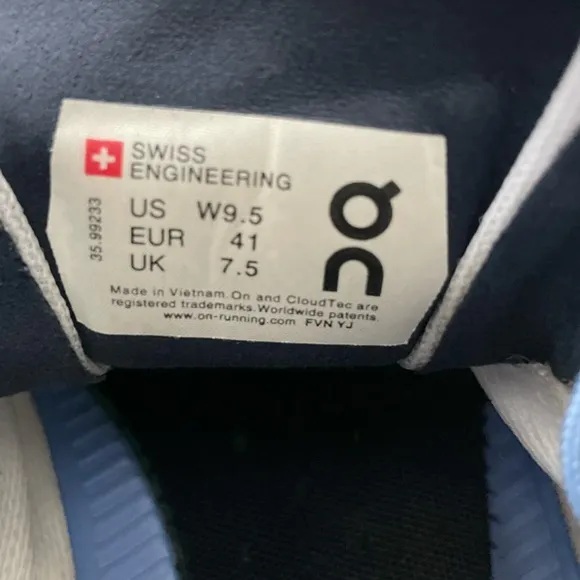 SWISS
ENGINEERING
US W9.5
EUR 41
UK 7.5
35.99233
ON
Made in Vietnam. On and CloudTec are
registered trademarks. Worldwide patents.
www.on-running.com FVN YJ